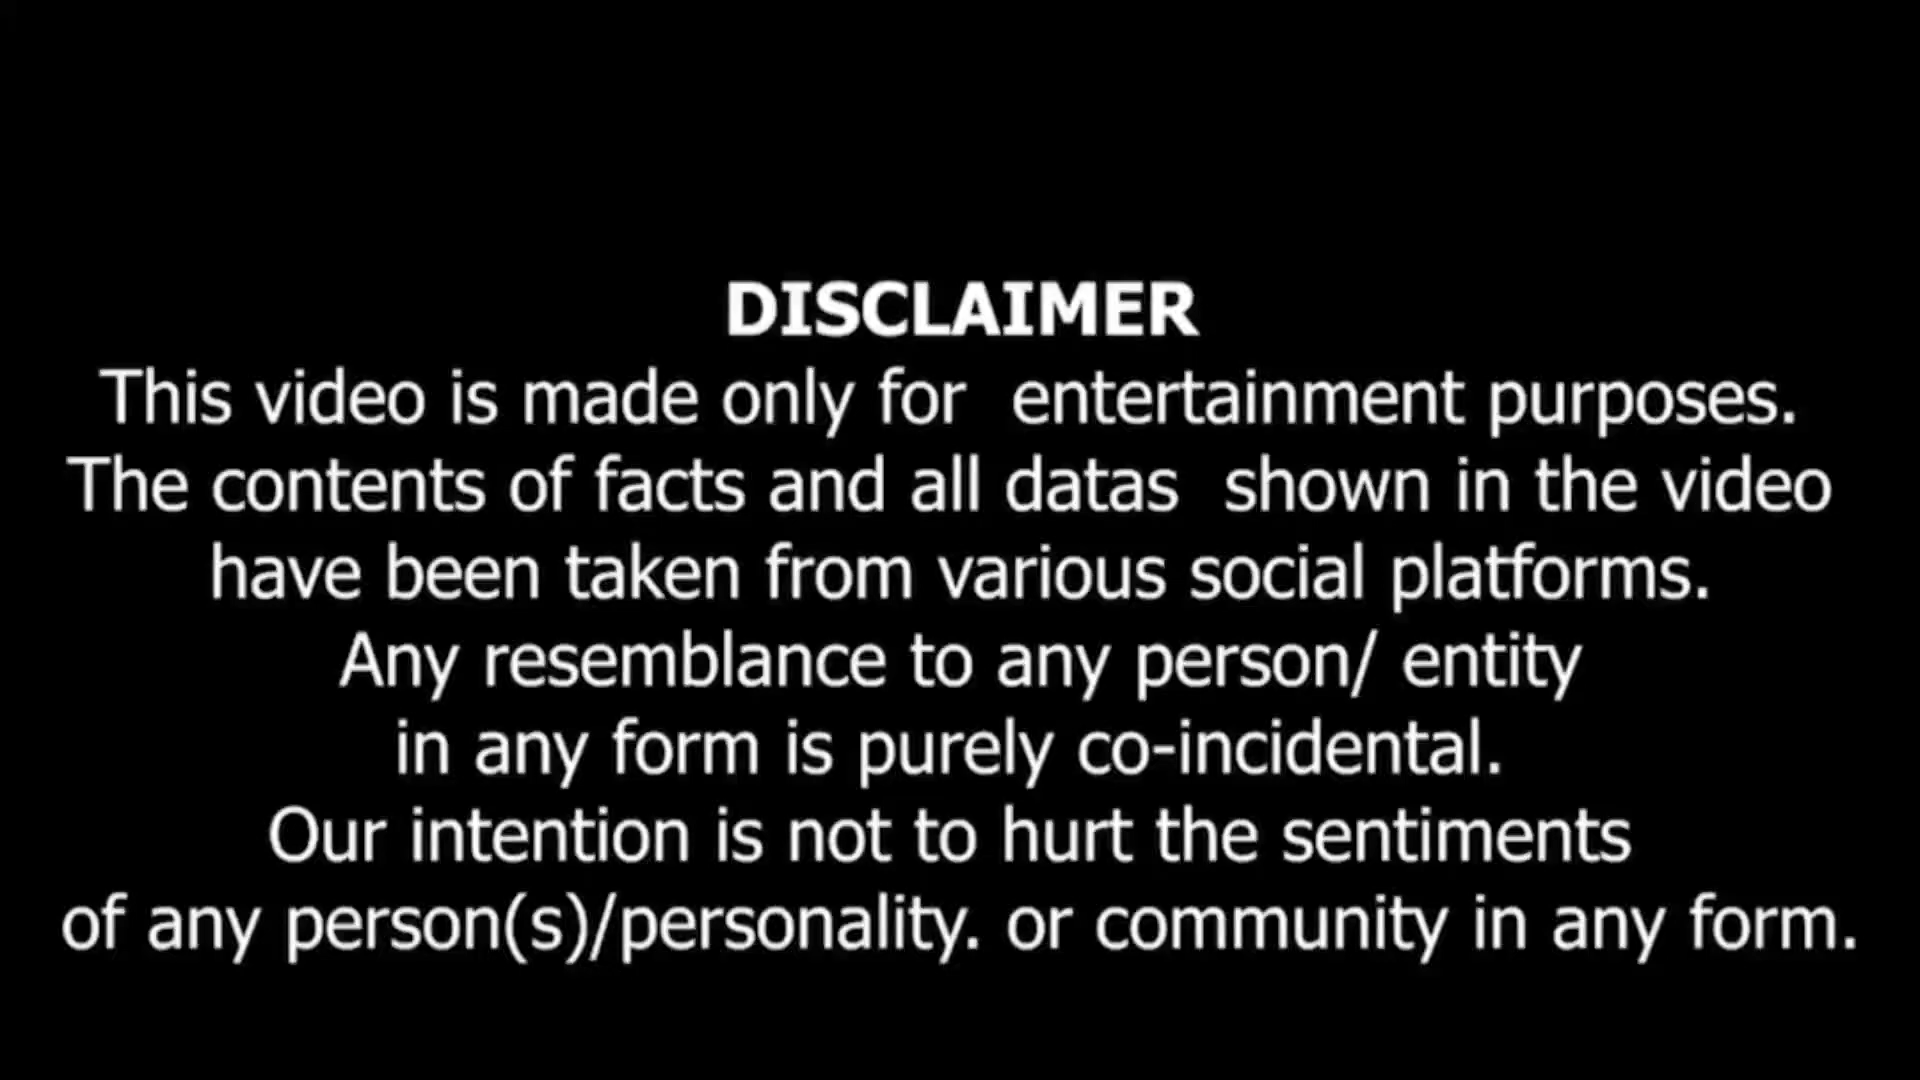 DISCLAIMER
This video is made only for  entertainment purposes.
The contents of facts and all datas  shown in the video
have been taken from various social platforms.
Any resemblance to any person/ entity
in any form is purely co-incidental.
Our intention is not to hurt the sentiments
of any person(s)/personality. or community in any form.